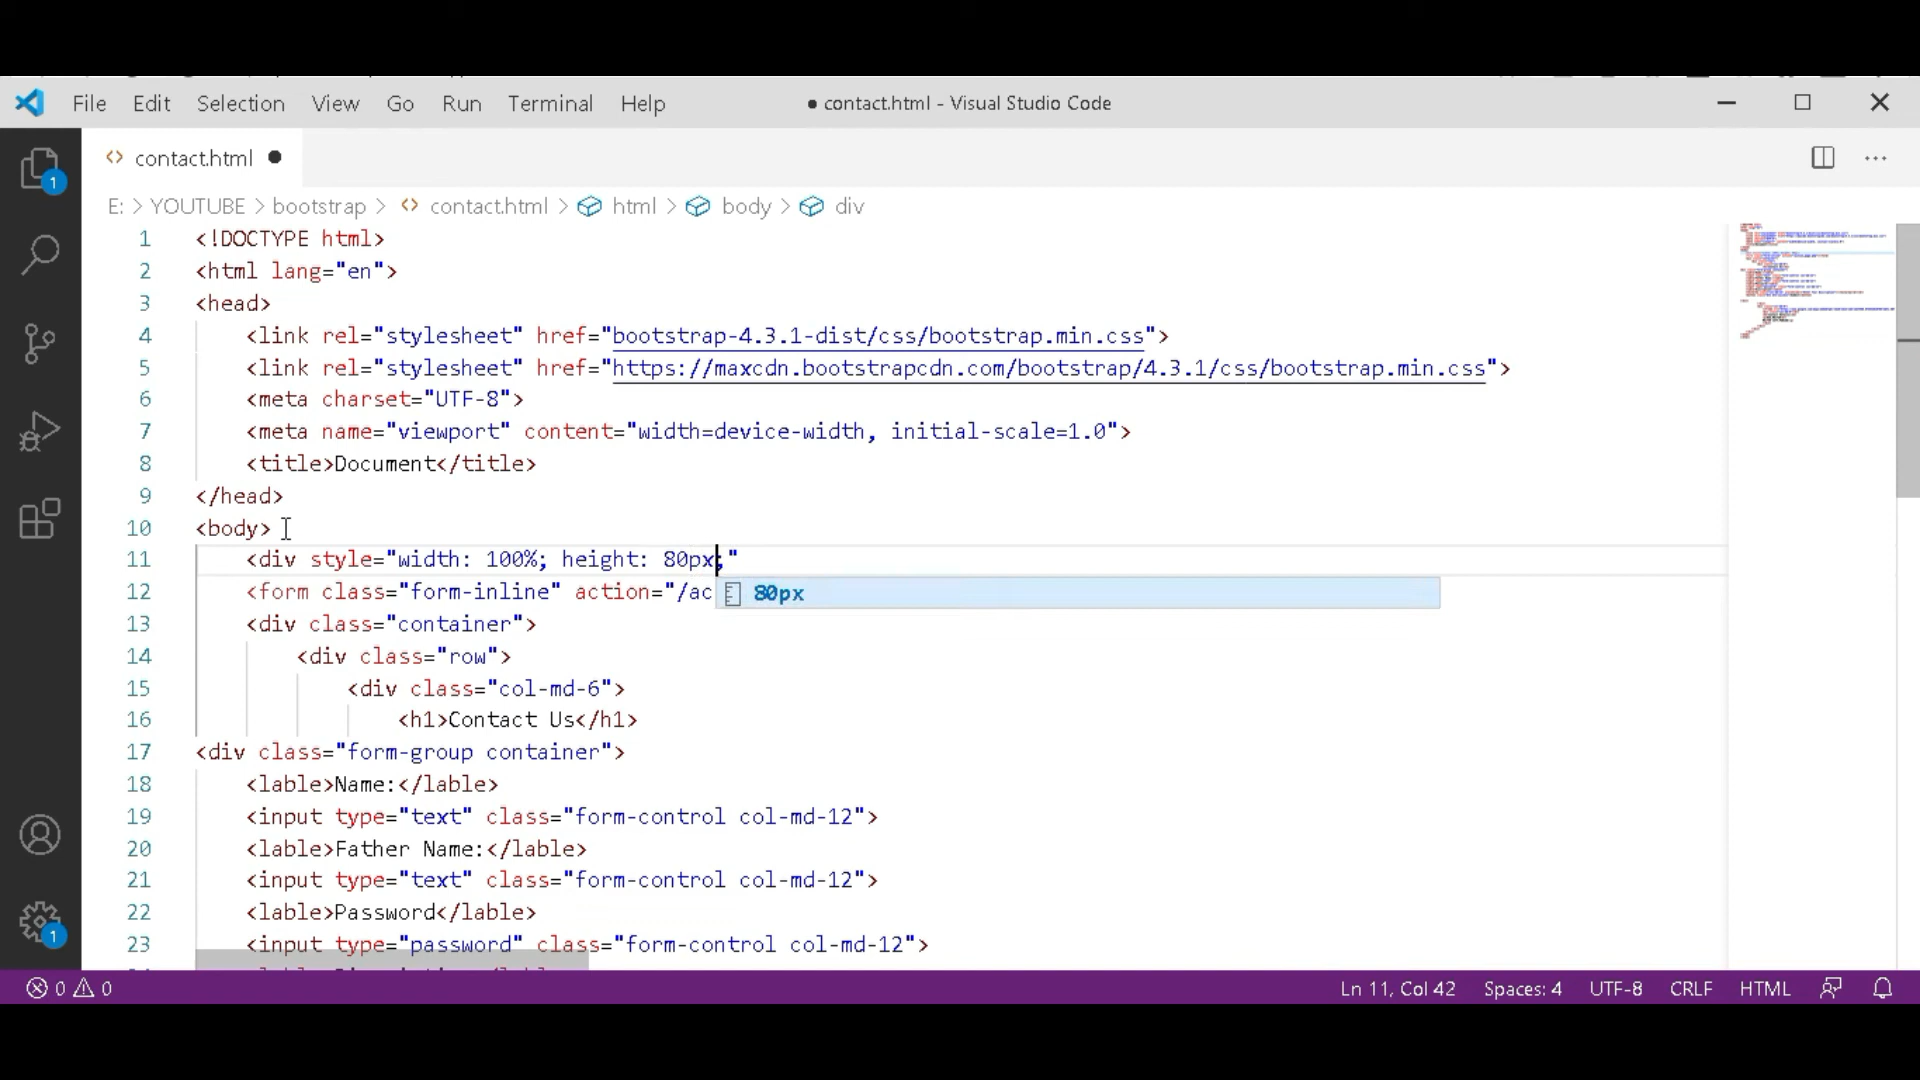 File Edit Selection View Go Run Terminal Help ● contact.html - Visual Studio Code
contact.html ●
E: > YOUTUBE > bootstrap > contact.html > html > body > div
1 <!DOCTYPE html>
2 <html lang="en">
3 <head>
4 <link rel="stylesheet" href="bootstrap-4.3.1-dist/css/bootstrap.min.css">
5 <link rel="stylesheet" href="https://maxcdn.bootstrapcdn.com/bootstrap/4.3.1/css/bootstrap.min.css">
6 <meta charset="UTF-8">
7 <meta name="viewport" content="width=device-width, initial-scale=1.0">
8 <title>Document</title>
9 </head>
10 <body>
11 <div style="width: 100%; height: 80px;"
12 <form class="form-inline" action="/ac
80px
13 <div class="container">
14 <div class="row">
15 <div class="col-md-6">
16 <h1>Contact Us</h1>
17 <div class="form-group container">
18 <lable>Name:</lable>
19 <input type="text" class="form-control col-md-12">
20 <lable>Father Name:</lable>
21 <input type="text" class="form-control col-md-12">
22 <lable>Password</lable>
23 <input type="password" class="form-control col-md-12">
1
1
0 0 Ln 11, Col 42 Spaces: 4 UTF-8 CRLF HTML